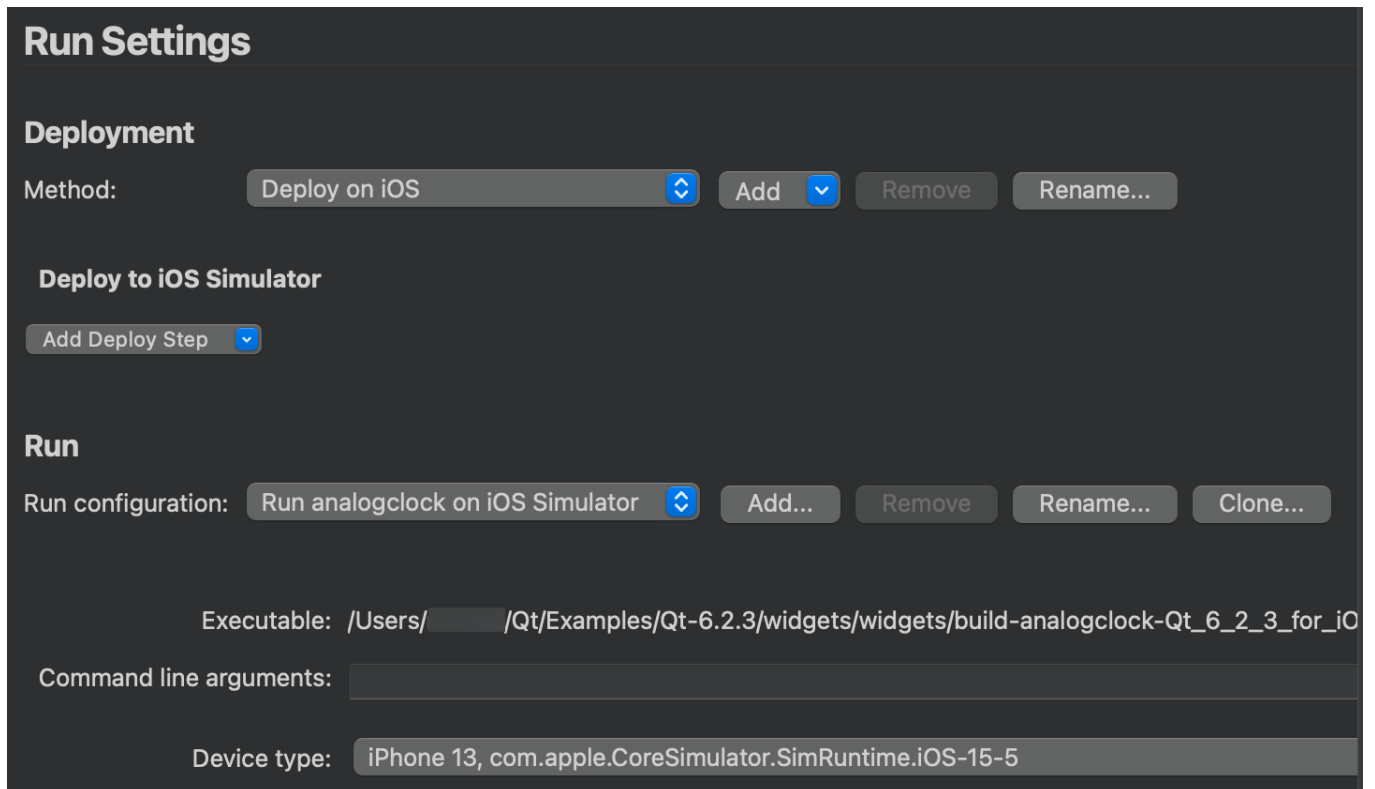 Run Settings
Deployment
Method: Deploy on iOS Add Remove Rename...
Deploy to iOS Simulator
Add Deploy Step
Run
Run configuration: Run analogclock on iOS Simulator Add... Remove Rename... Clone...
Executable: /Users/ /Qt/Examples/Qt-6.2.3/widgets/widgets/build-analogclock-Qt_6_2_3_for_iO
Command line arguments:
Device type: iPhone 13, com.apple.CoreSimulator.SimRuntime.iOS-15-5